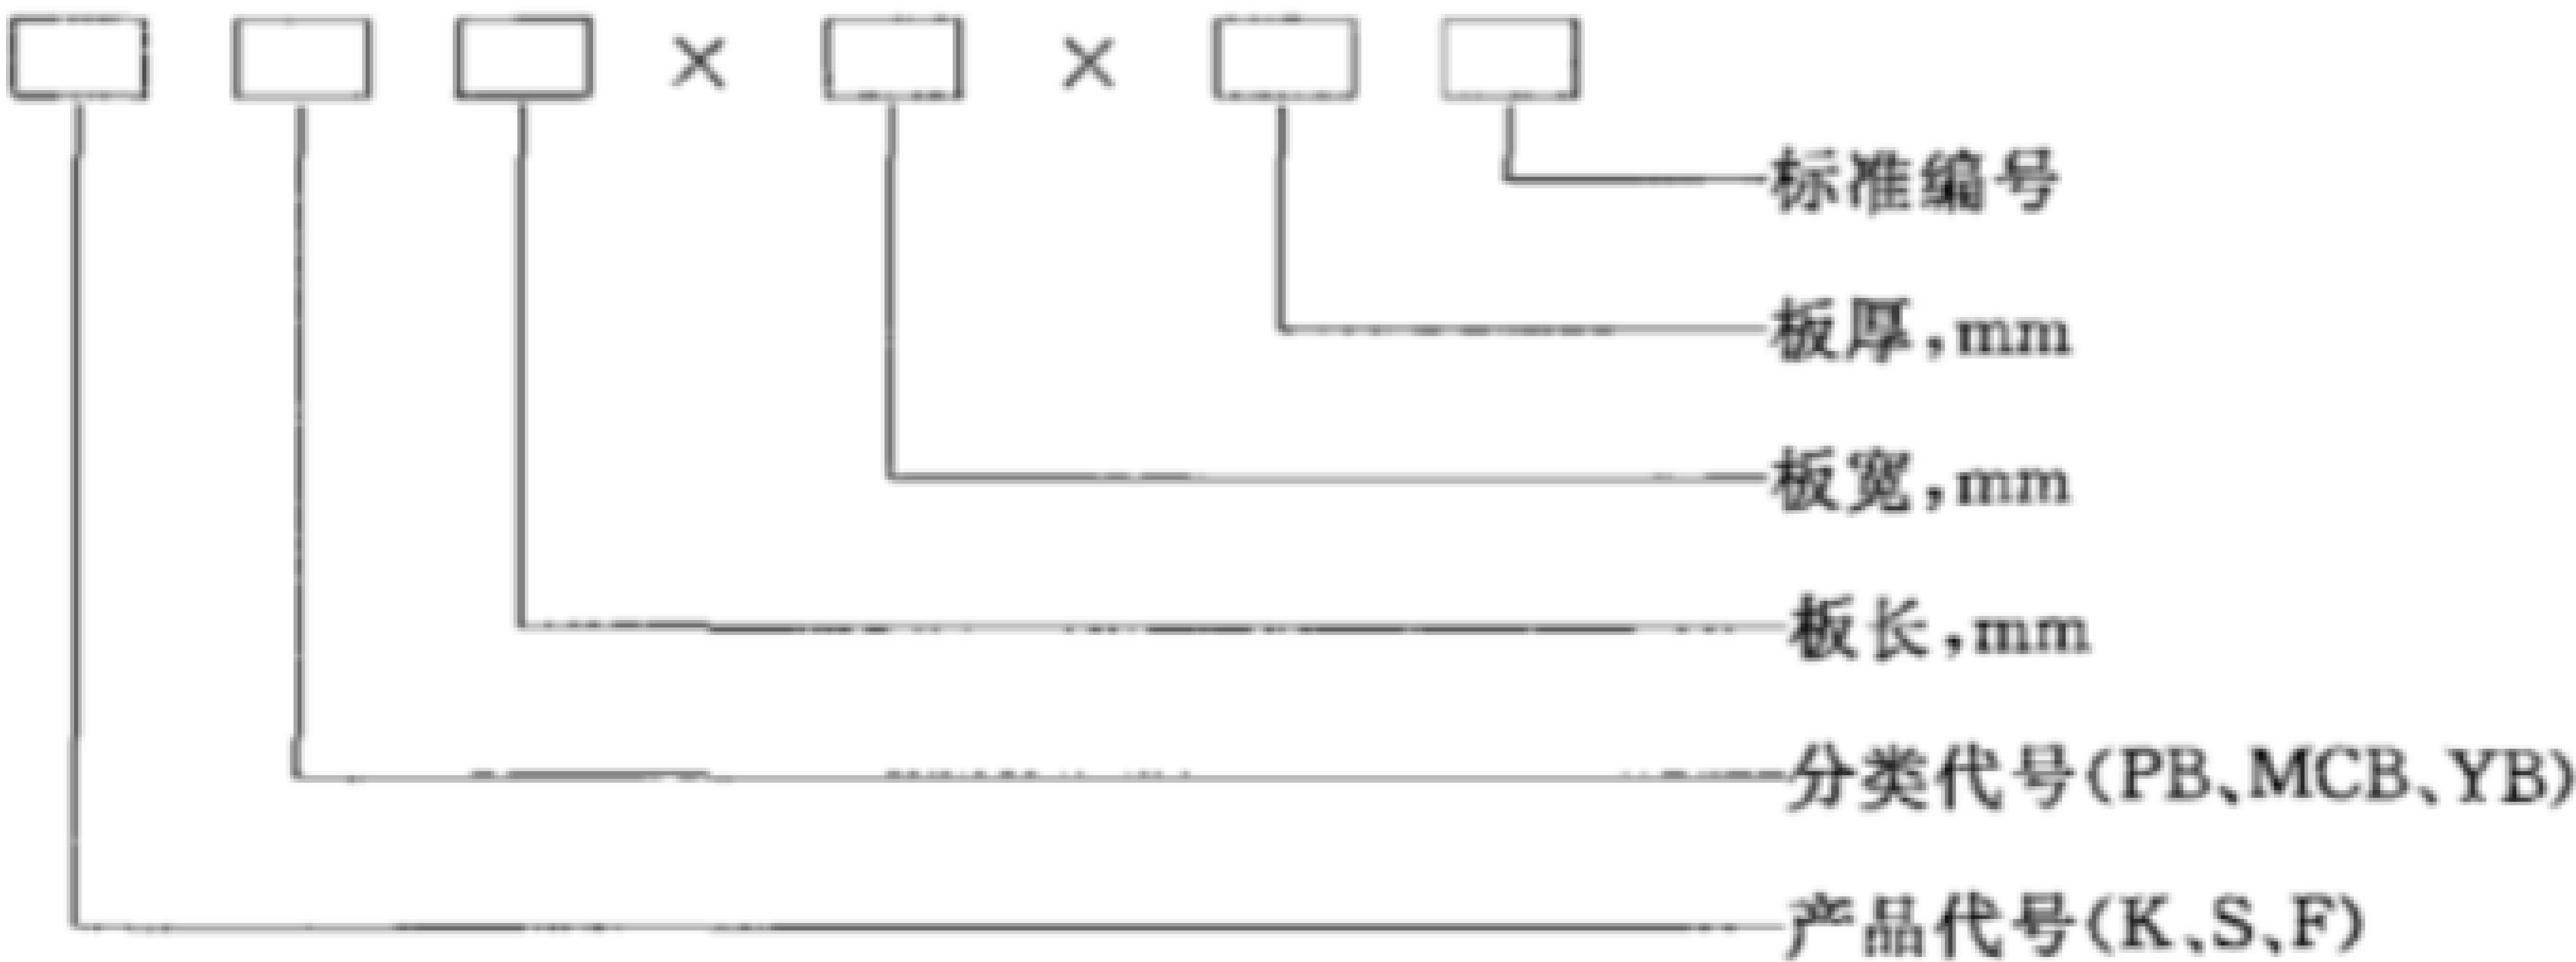 × ×
标准编号
板厚,mm
板宽,mm
板长,mm
分类代号(PB、MCB、YB)
产品代号(K、S、F)